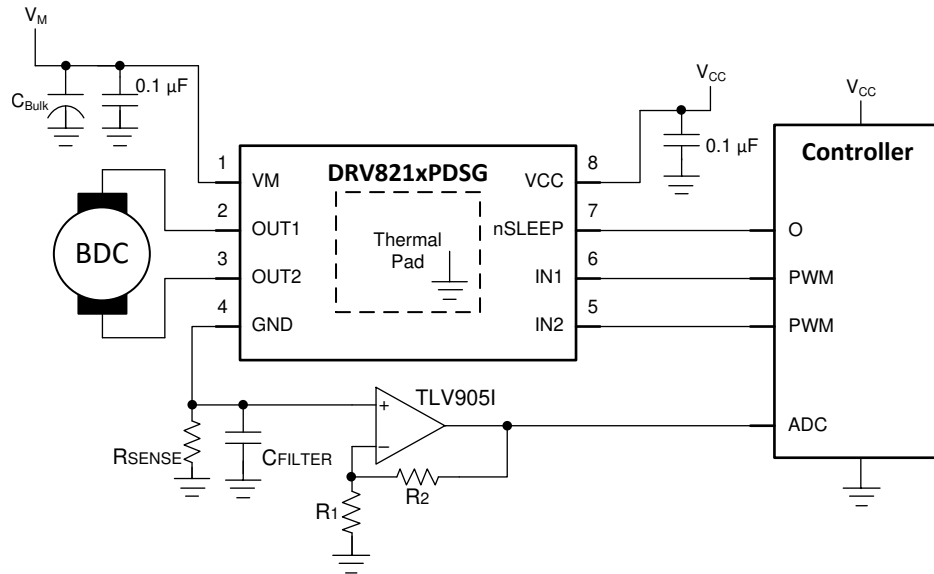 VM
CBulk
0.1 µF
VCC
0.1 µF
VCC
Controller
DRV821xPDSG
1
VM
2
OUT1
3
OUT2
4
GND
Thermal
Pad
8
VCC
7
nSLEEP
6
IN1
5
IN2
BDC
O
PWM
PWM
ADC
TLV905I
+
−
RSENSE
CFILTER
R2
R1